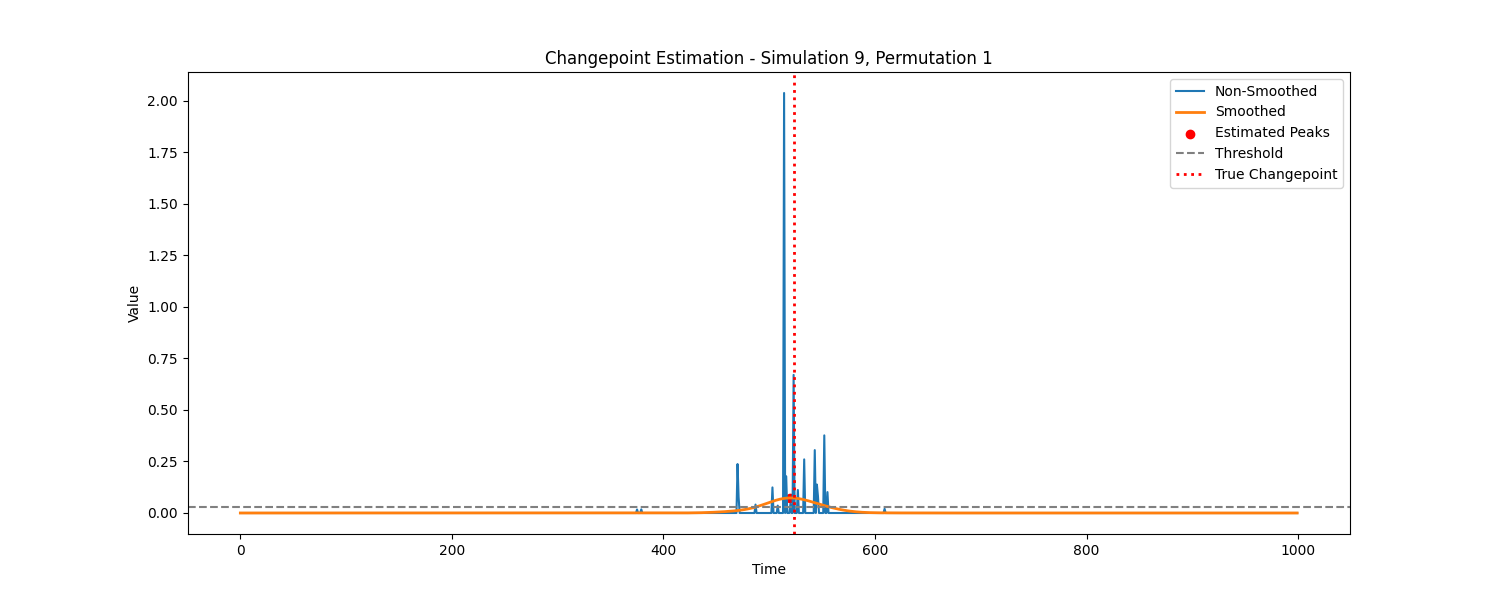 Changepoint Estimation - Simulation 9, Permutation 1
Non-Smoothed
Smoothed
Estimated Peaks
Threshold
True Changepoint
Value
2.00
1.75
1.50
1.25
1.00
0.75
0.50
0.25
0.00
0 200 400 600 800 1000
Time